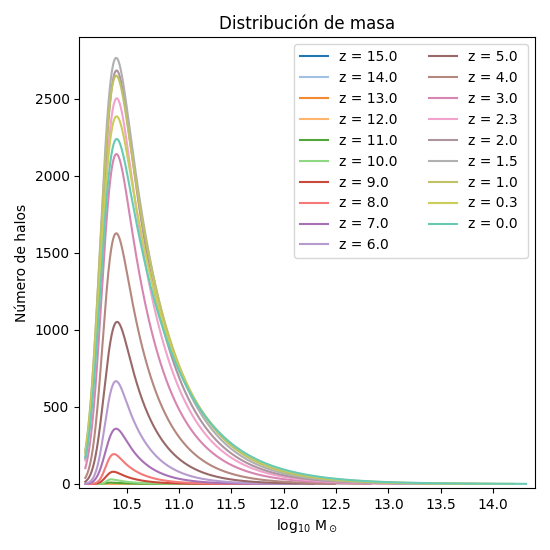 Distribución de masa
Número de halos
2500
2000
1500
1000
500
0
10.5 11.0 11.5 12.0 12.5 13.0 13.5 14.0
log₁₀ M⊙
z = 15.0
z = 14.0
z = 13.0
z = 12.0
z = 11.0
z = 10.0
z = 9.0
z = 8.0
z = 7.0
z = 6.0
z = 5.0
z = 4.0
z = 3.0
z = 2.3
z = 2.0
z = 1.5
z = 1.0
z = 0.3
z = 0.0